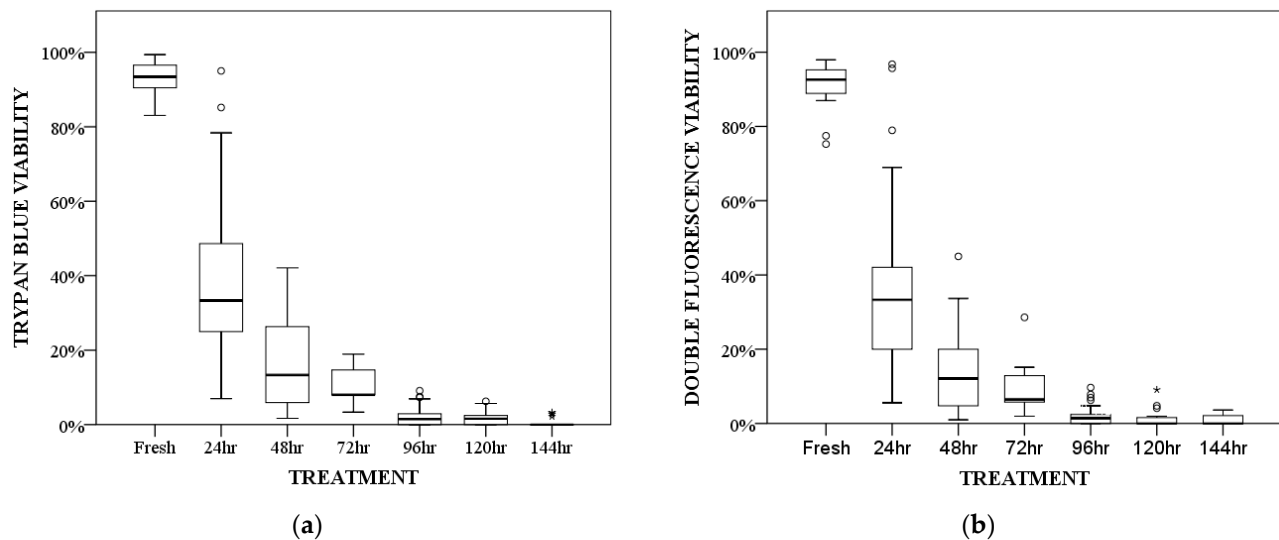 TRYPAN BLUE VIABILITY
100%
80%
60%
40%
20%
0%
Fresh 24hr 48hr 72hr 96hr 120hr 144hr
TREATMENT
(a)
DOUBLE FLUORESCENCE VIABILITY
100%
80%
60%
40%
20%
0%
Fresh 24hr 48hr 72hr 96hr 120hr 144hr
TREATMENT
(b)